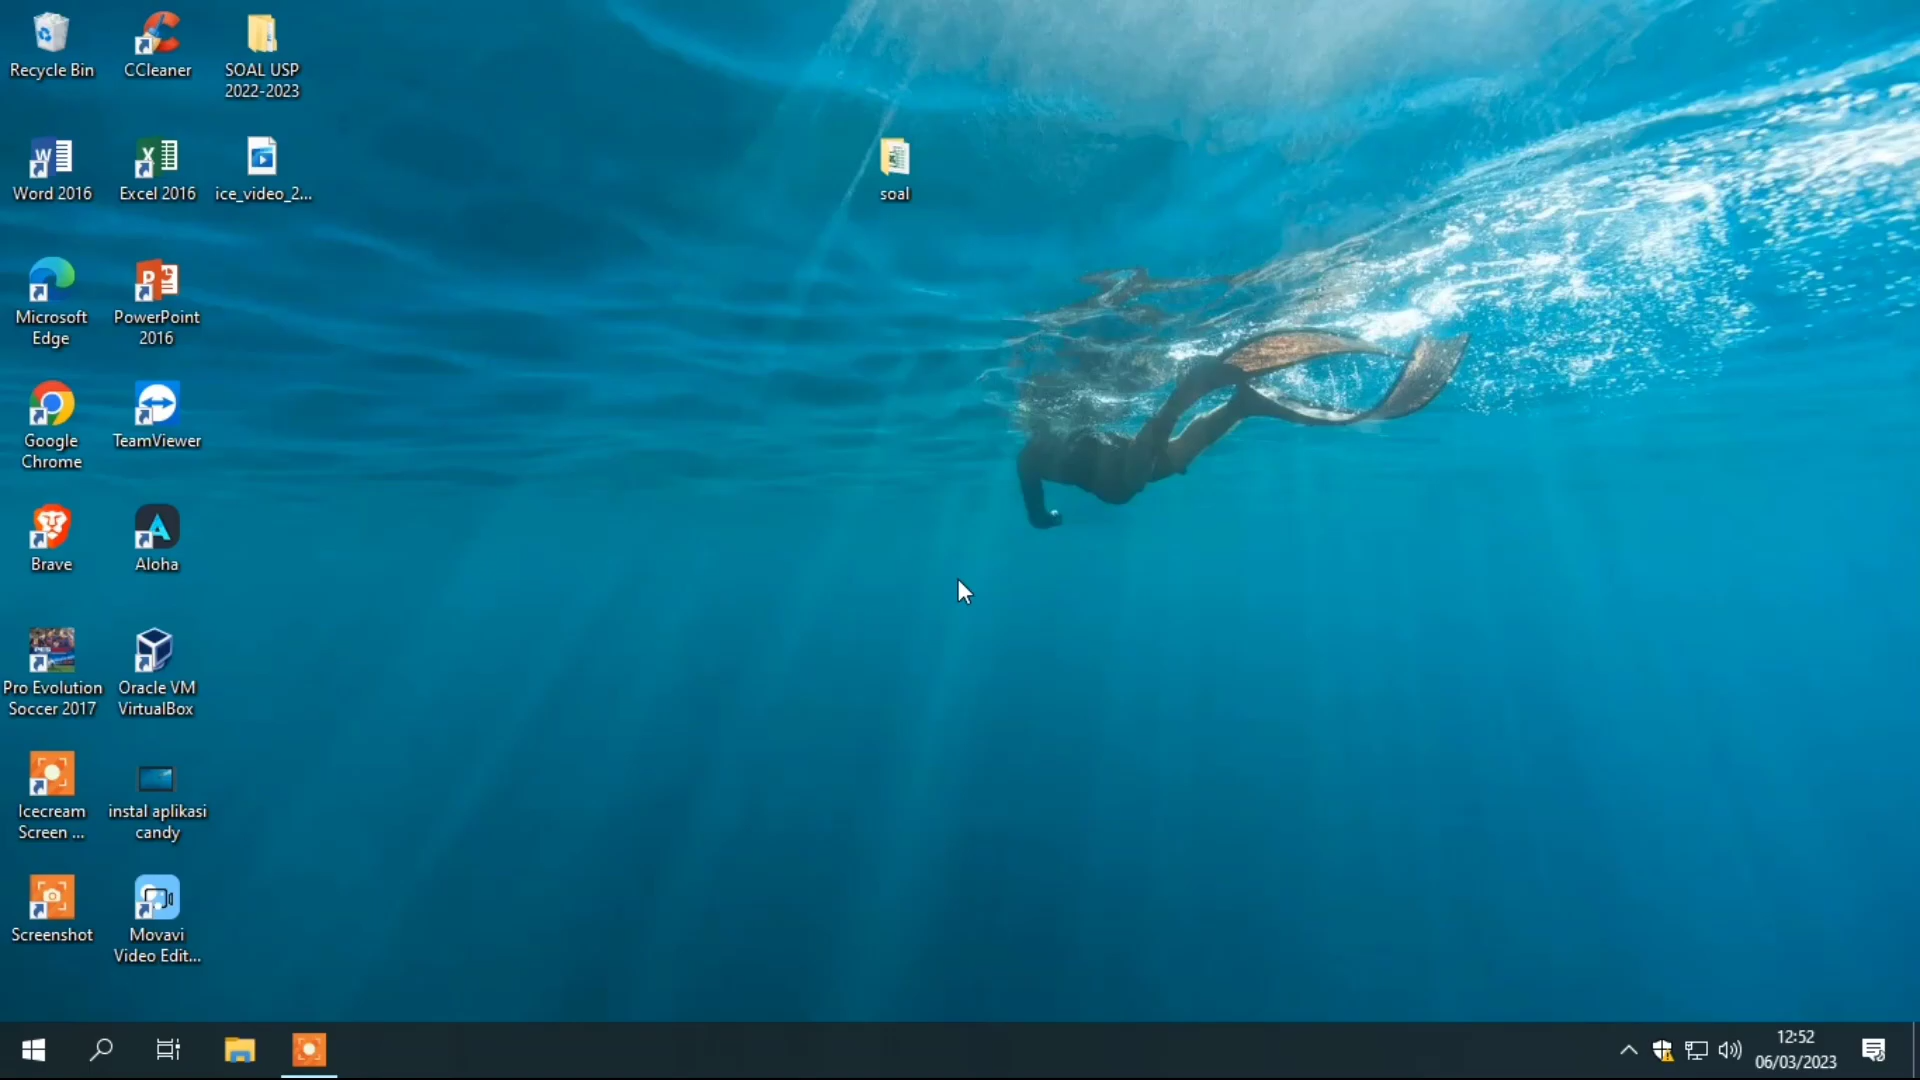 Recycle Bin
CCleaner
SOAL USP
2022-2023
Word 2016
Excel 2016
ice_video_2...
soal
Microsoft
Edge
PowerPoint
2016
Google
Chrome
TeamViewer
Brave
Aloha
Pro Evolution
Soccer 2017
Oracle VM
VirtualBox
Icecream
Screen ...
instal aplikasi
candy
Screenshot
Movavi
Video Edit...
12:52
06/03/2023